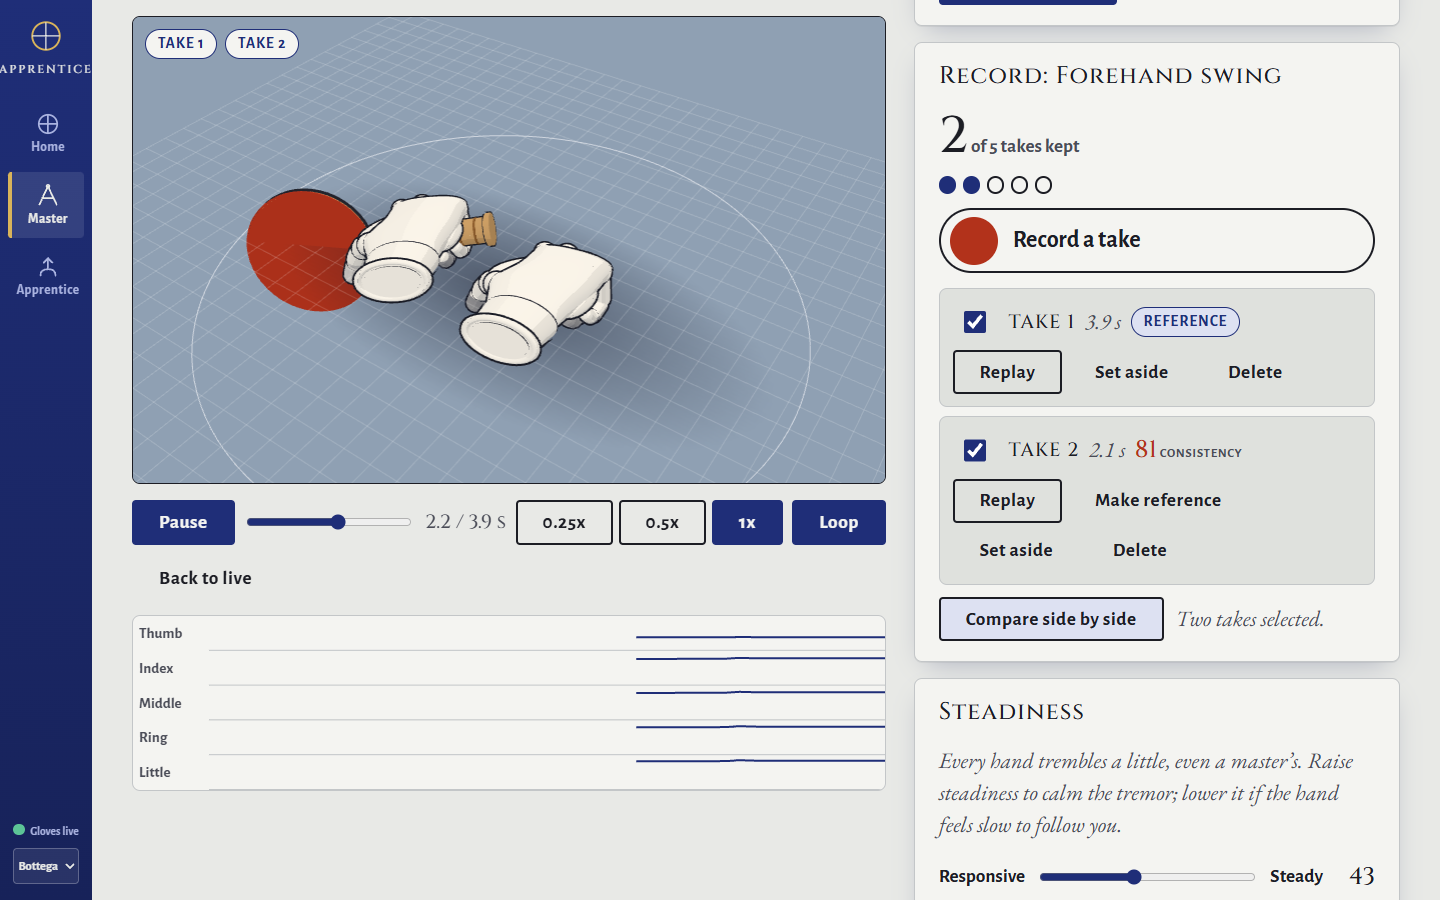 APPRENTICE
Home
Master
Apprentice
Gloves live
Bottega
TAKE 1 TAKE 2
Pause 2.2 / 3.9 s 0.25x 0.5x 1x Loop
Back to live
Thumb
Index
Middle
Ring
Little
Record: Forehand swing
2 of 5 takes kept
Record a take
TAKE 1 3.9 s REFERENCE
Replay Set aside Delete
TAKE 2 2.1 s 81 CONSISTENCY
Replay Make reference
Set aside Delete
Compare side by side Two takes selected.
Steadiness
Every hand trembles a little, even a master’s. Raise
steadiness to calm the tremor; lower it if the hand
feels slow to follow you.
Responsive Steady 43